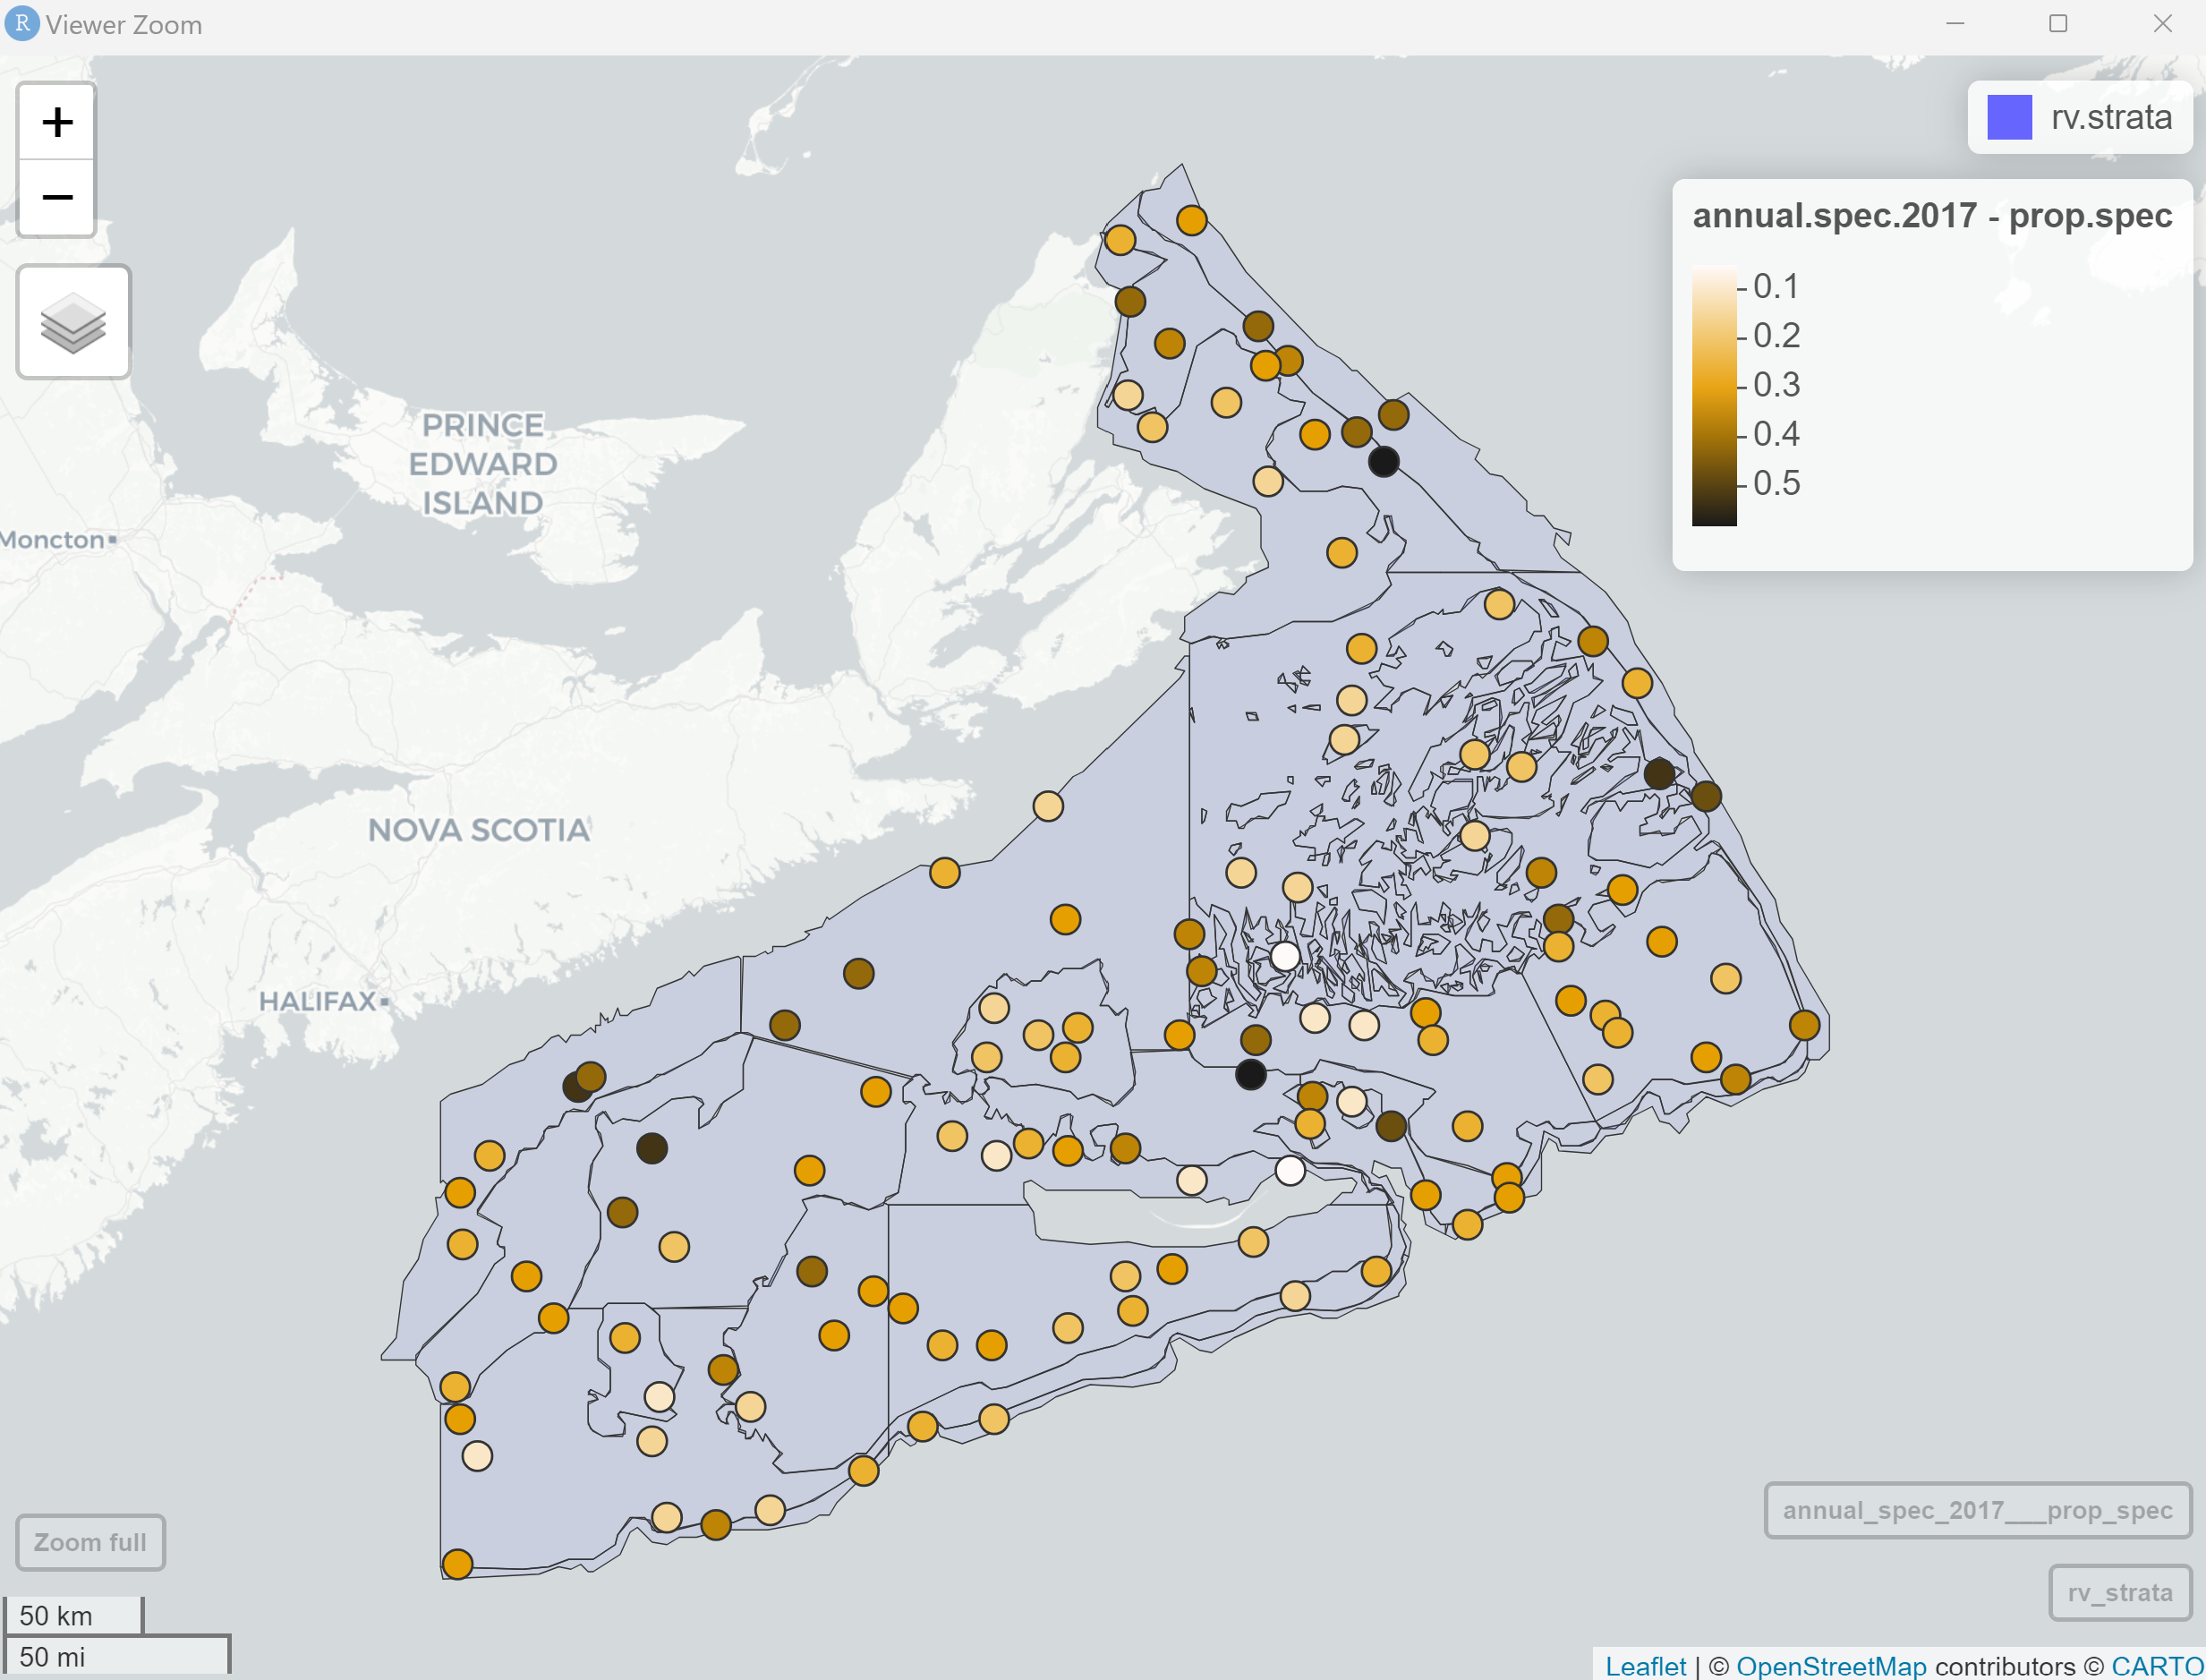 R Viewer Zoom
+
−
rv.strata
annual.spec.2017 - prop.spec
0.1
0.2
0.3
0.4
0.5
PRINCE
EDWARD
ISLAND
Moncton
NOVA SCOTIA
HALIFAX
Zoom full
annual_spec_2017___prop_spec
rv_strata
50 km
50 mi
Leaflet | © OpenStreetMap contributors © CARTO